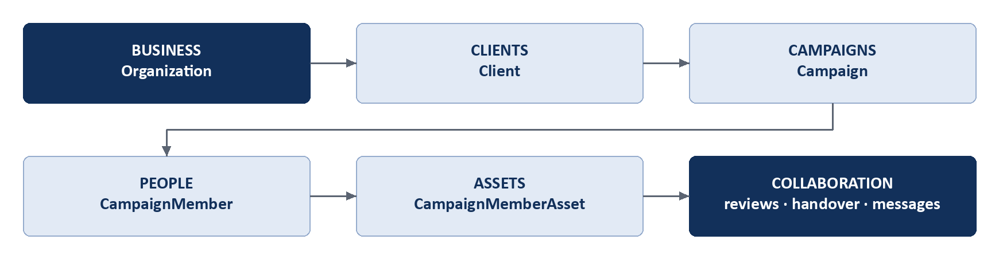 BUSINESS
Organization
CLIENTS
Client
CAMPAIGNS
Campaign
PEOPLE
CampaignMember
ASSETS
CampaignMemberAsset
COLLABORATION
reviews · handover · messages